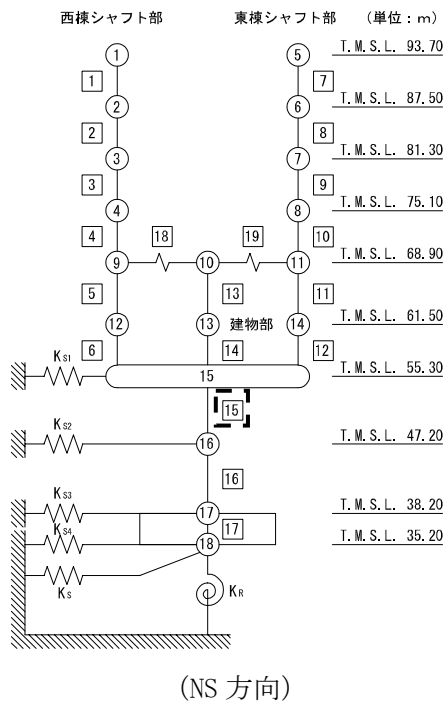 西棟シャフト部 東棟シャフト部 (単位：m)
1 5 T.M.S.L. 93.70
1 7
2 6 T.M.S.L. 87.50
2 8
3 7 T.M.S.L. 81.30
3 9
4 8 T.M.S.L. 75.10
4 18 19 10
9 10 11 T.M.S.L. 68.90
5 13 11
12 13 建物部 14 T.M.S.L. 61.50
6 14 12
KS1 15 T.M.S.L. 55.30
15
KS2 16 T.M.S.L. 47.20
16
KS3 17 T.M.S.L. 38.20
17
KS4 18 T.M.S.L. 35.20
KS KR
(NS 方向)